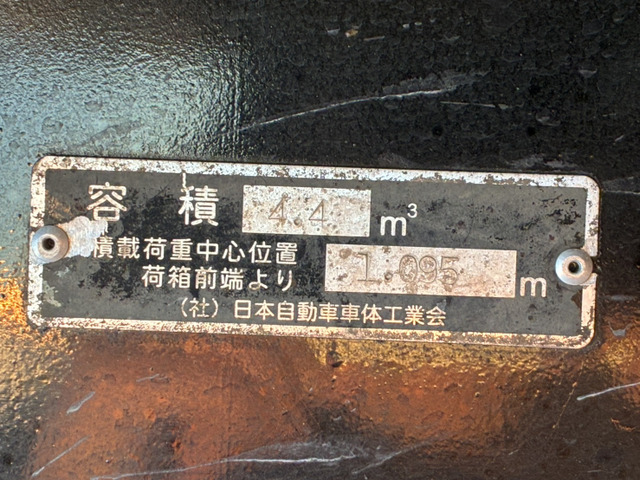 容積 4.4 m³
積載荷重中心位置
荷箱前端より 1.095 m
（社）日本自動車車体工業会